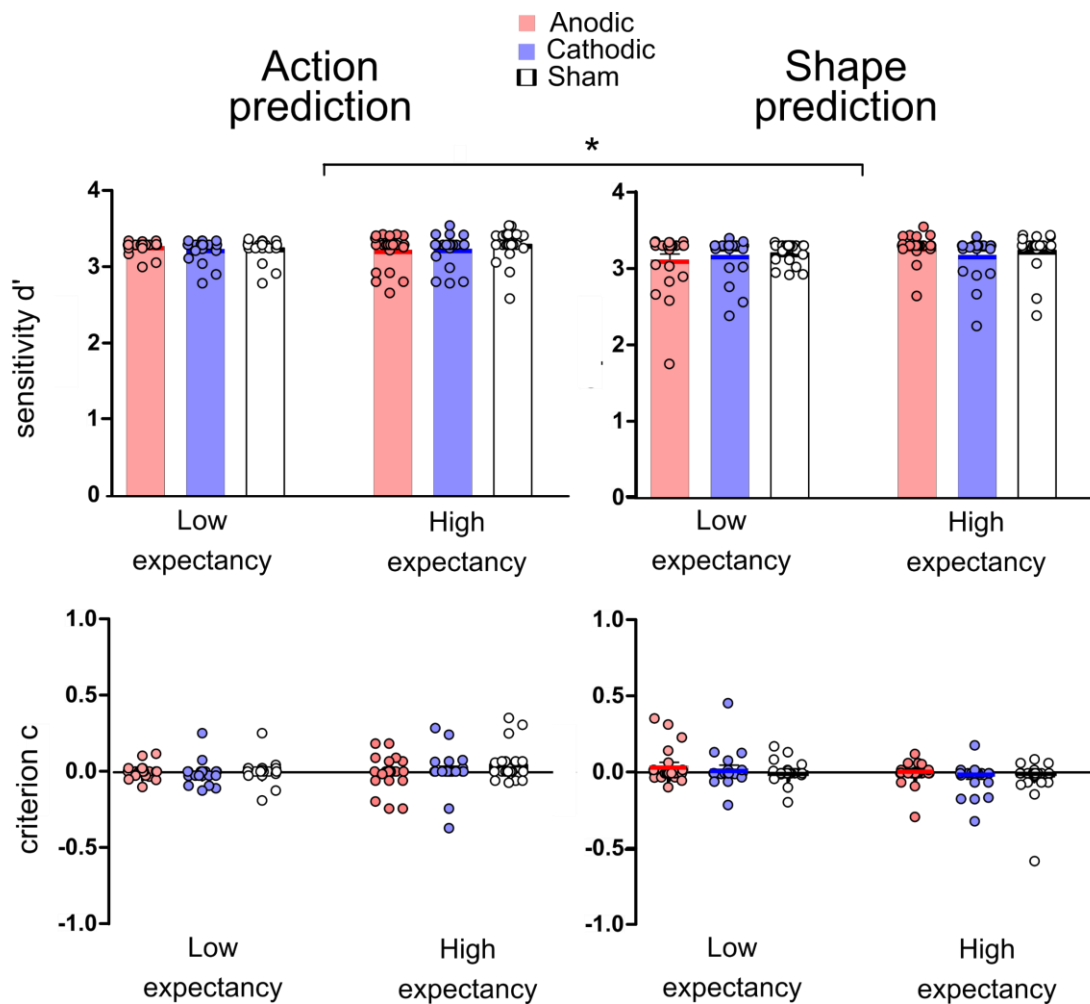 Anodic
Cathodic
Sham
Action
prediction
Shape
prediction
*
sensitivity d'
4
3
2
1
0
Low
expectancy
High
expectancy
4
3
2
1
0
Low
expectancy
High
expectancy
criterion c
1.0
0.5
0.0
-0.5
-1.0
Low
expectancy
High
expectancy
1.0
0.5
0.0
-0.5
-1.0
Low
expectancy
High
expectancy